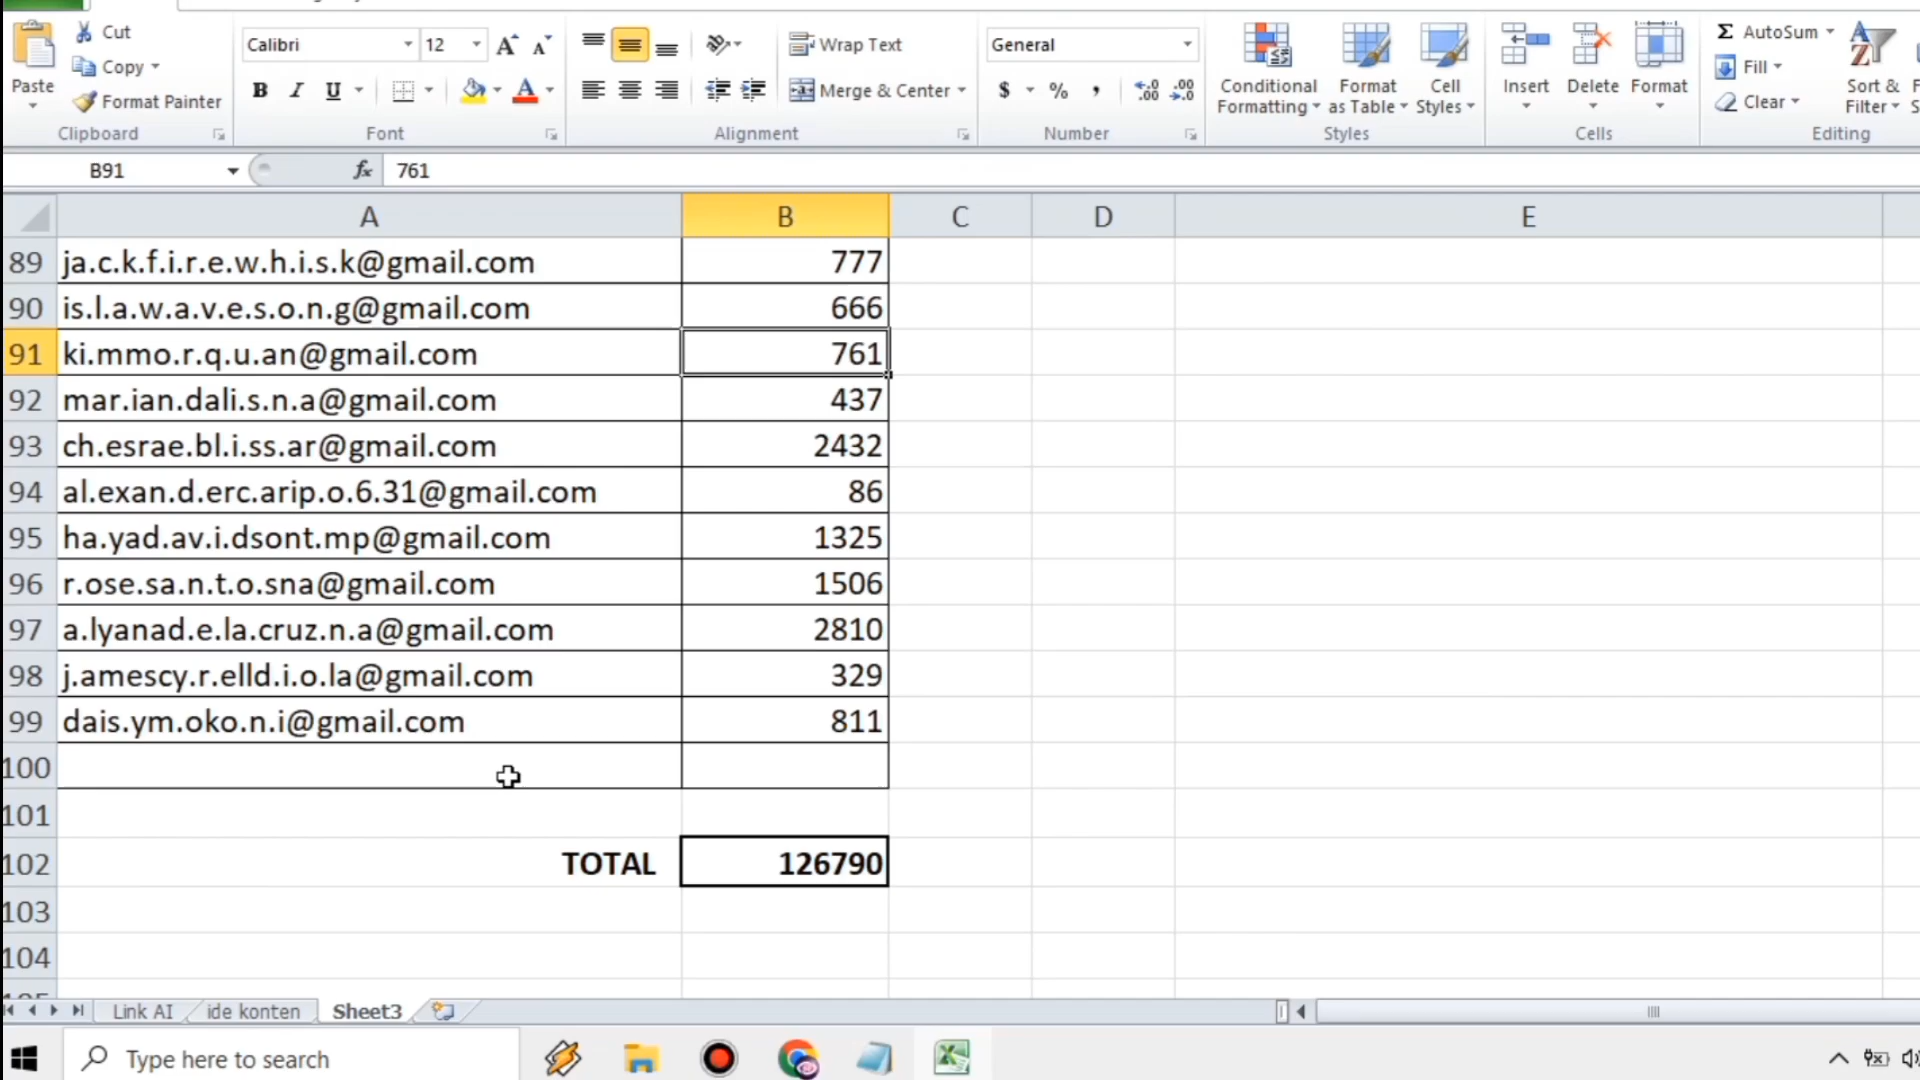 Cut
Copy
Format Painter
Paste
Clipboard
Calibri
12
A A
B I U
A
Font
Wrap Text
Merge & Center
Alignment
General
$ % ,
.00 .00
Number
Conditional Formatting
Format as Table
Cell Styles
Styles
Insert
Delete
Format
Cells
Σ AutoSum
Fill
Clear
Sort & Filter
Editing
B91 fx 761
A B C D E
89 ja.c.k.f.i.r.e.w.h.i.s.k@gmail.com 777
90 is.l.a.w.a.v.e.s.o.n.g@gmail.com 666
91 ki.mmo.r.q.u.an@gmail.com 761
92 mar.ian.dali.s.n.a@gmail.com 437
93 ch.esrae.bl.i.ss.ar@gmail.com 2432
94 al.exan.d.erc.arip.o.6.31@gmail.com 86
95 ha.yad.av.i.dsont.mp@gmail.com 1325
96 r.ose.sa.n.t.o.sna@gmail.com 1506
97 a.lyanad.e.la.cruz.n.a@gmail.com 2810
98 j.amescy.r.elld.i.o.la@gmail.com 329
99 dais.ym.oko.n.i@gmail.com 811
100
101
102 TOTAL 126790
103
104
Link AI ide konten Sheet3
Type here to search